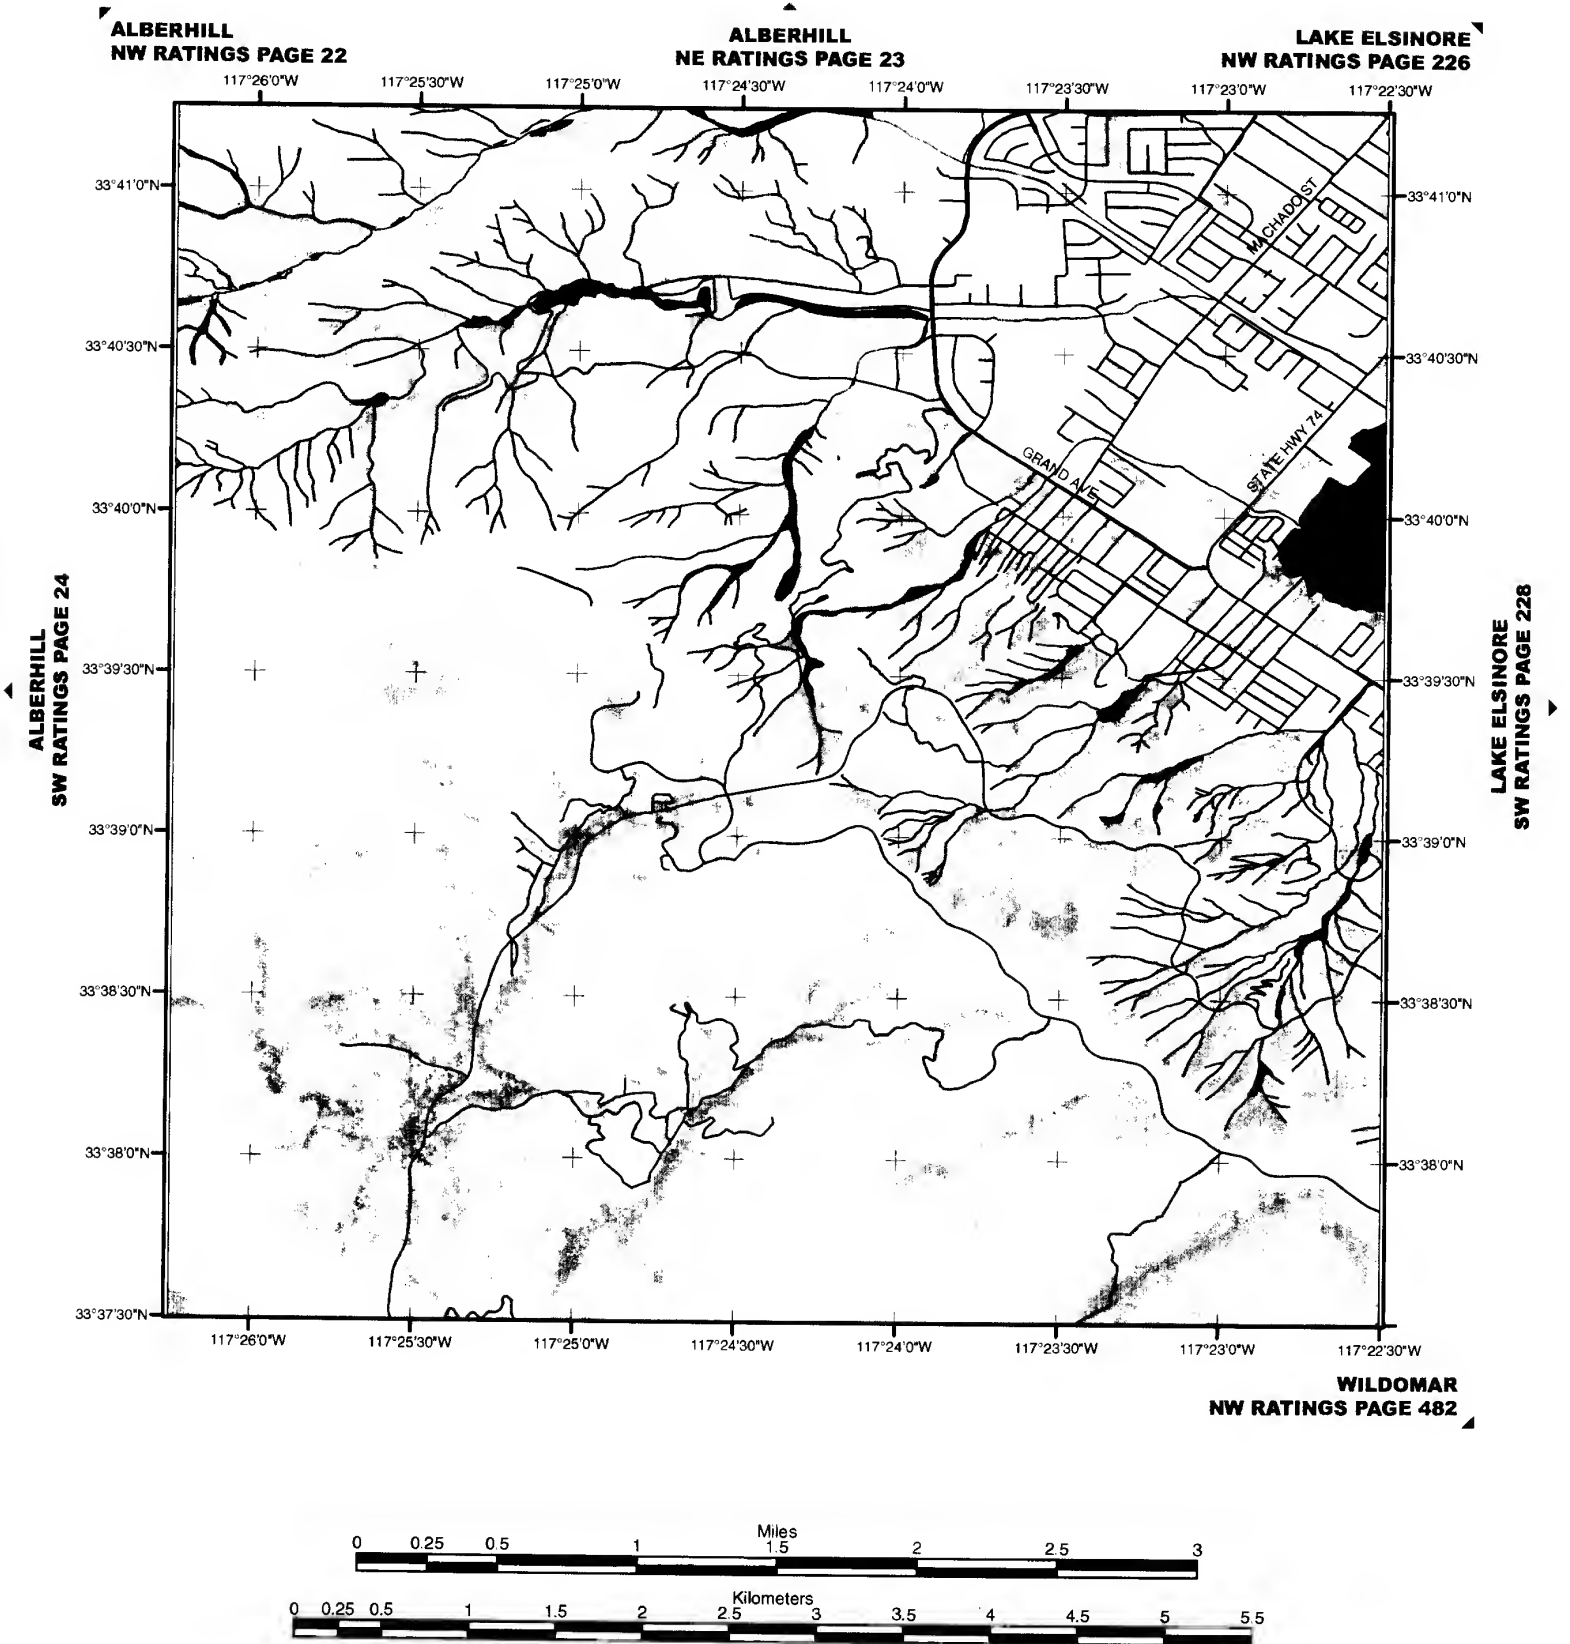 ALBERHILL
NW RATINGS PAGE 22
ALBERHILL
NE RATINGS PAGE 23
LAKE ELSINORE
NW RATINGS PAGE 226
117°26'0"W 117°25'30"W 117°25'0"W 117°24'30"W 117°24'0"W 117°23'30"W 117°23'0"W 117°22'30"W
MACHADO ST
33°41'0"N 33°41'0"N
33°40'30"N 33°40'30"N
STATE HWY 74
GRAND AVE
33°40'0"N 33°40'0"N
ALBERHILL
SW RATINGS PAGE 24
LAKE ELSINORE
SW RATINGS PAGE 228
33°39'30"N 33°39'30"N
33°39'0"N 33°39'0"N
33°38'30"N 33°38'30"N
33°38'0"N 33°38'0"N
33°37'30"N
117°26'0"W 117°25'30"W 117°25'0"W 117°24'30"W 117°24'0"W 117°23'30"W 117°23'0"W 117°22'30"W
WILDOMAR
NW RATINGS PAGE 482
Miles
0 0.25 0.5 1 1.5 2 2.5 3
Kilometers
0 0.25 0.5 1 1.5 2 2.5 3 3.5 4 4.5 5 5.5